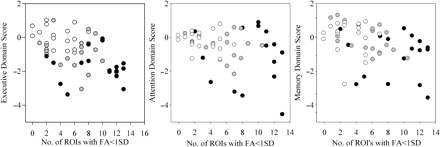 Executive Domain Score
2
0
-2
-4
0 2 4 6 8 10 12 14 16
No. of ROIs with FA<1SD
Attention Domain Score
2
0
-2
-4
0 2 4 6 8 10 12 14
No. of ROIs with FA<1SD
Memory Domain Score
0
-2
-4
0 2 4 6 8 10 12 14
No. of ROI's with FA<1SD